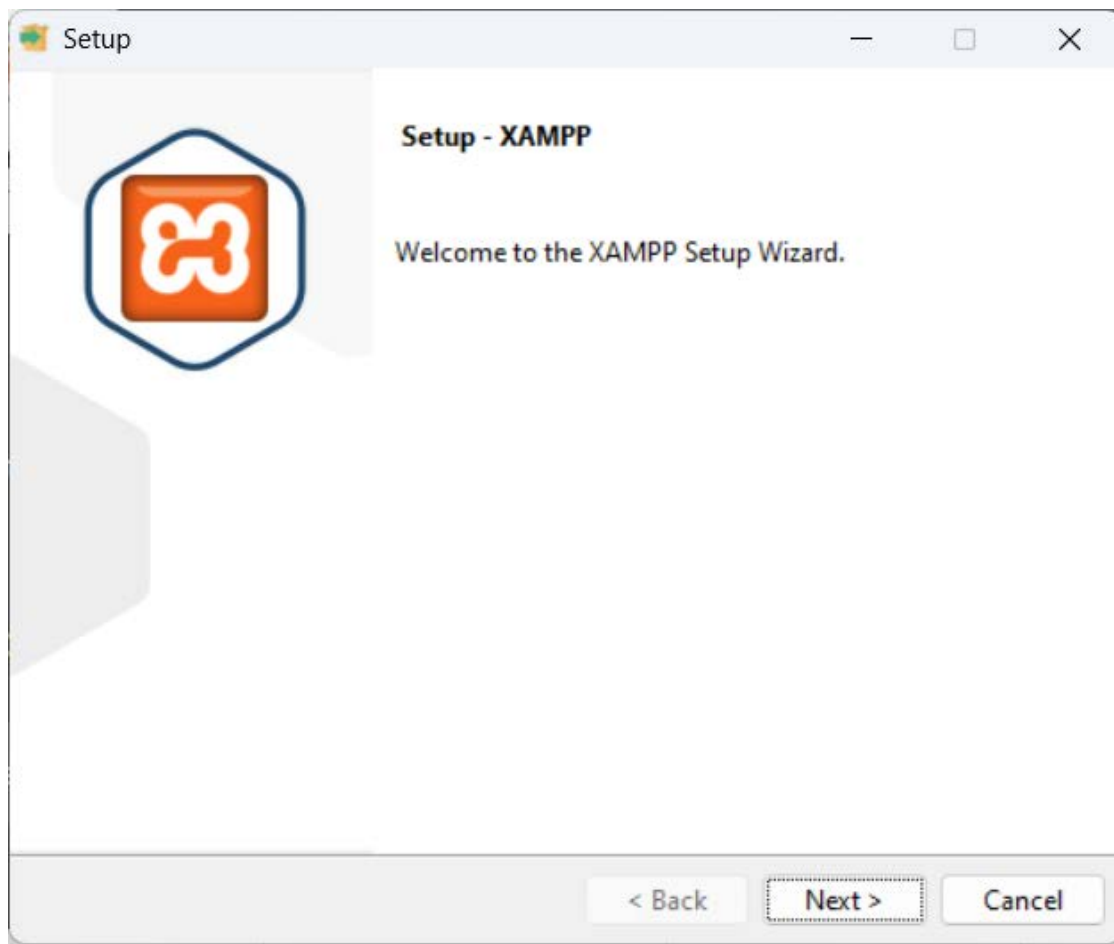 Setup
Setup - XAMPP
Welcome to the XAMPP Setup Wizard.
< Back
Next >
Cancel